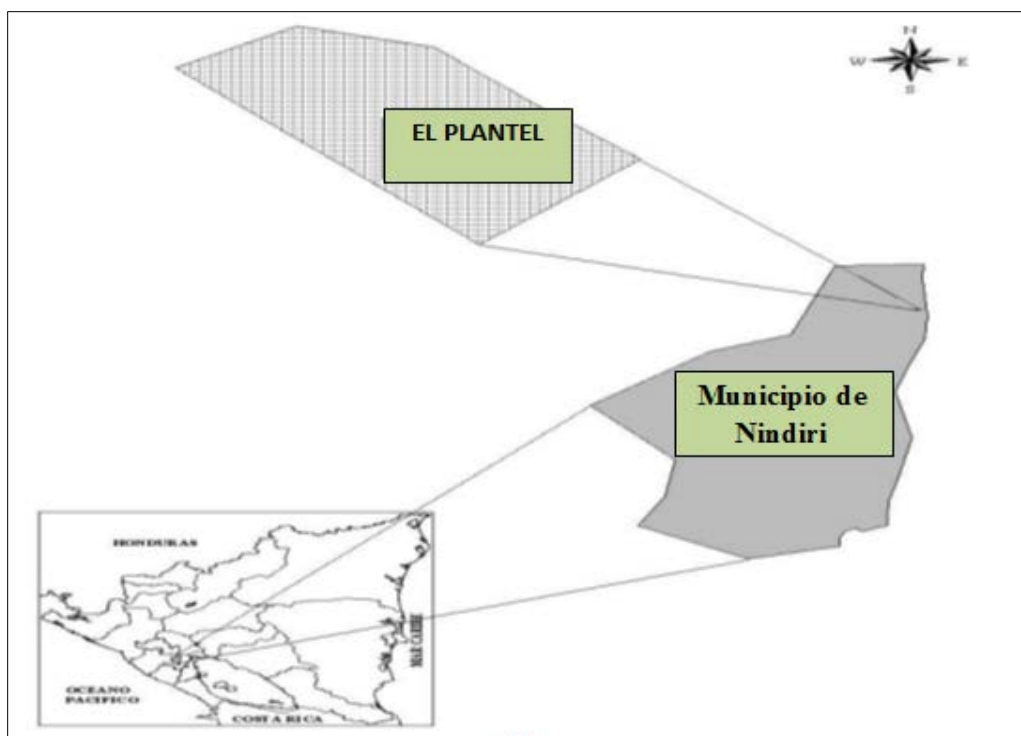 N
W E
S
EL PLANTEL
Municipio de
Nindiri
HONDURAS
MAR CARIBE
OCEANO
PACIFICO
COSTA RICA